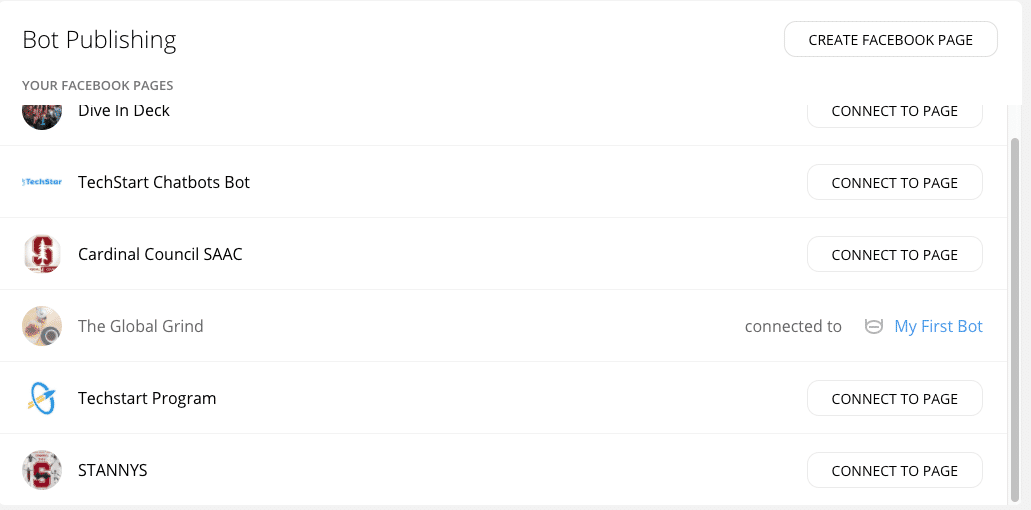 Bot Publishing
CREATE FACEBOOK PAGE
YOUR FACEBOOK PAGES
Dive In Deck
CONNECT TO PAGE
TechStar
TechStart Chatbots Bot
CONNECT TO PAGE
S
Cardinal Council SAAC
CONNECT TO PAGE
The Global Grind
connected to My First Bot
Techstart Program
CONNECT TO PAGE
S
STANNYS
CONNECT TO PAGE